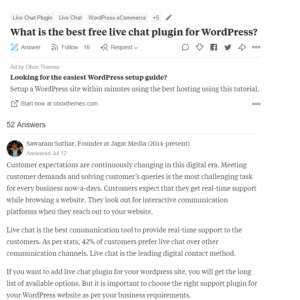 Live Chat Plugin Live Chat WordPress eCommerce +5
What is the best free live chat plugin for WordPress?
Answer Follow · 16 Request
Ad by Oboo Themes
Looking for the easiest WordPress setup guide?
Setup a WordPress site within minutes using the best hosting using this tutorial.
Start now at obothemes.com
52 Answers
Sawaram Suthar, Founder at Jagat Media (2014-present)
Answered Jul 12
Customer expectations are continuously changing in this digital era. Meeting
customer demands and solving customer's queries is the most challenging task
for every business now-a-days. Customers expect that they get real-time support
while browsing a website. They look out for interactive communication
platforms when they reach out to your website.
Live chat is the best communication tool to provide real-time support to the
customers. As per stats, 42% of customers prefer live chat over other
communication channels. Live chat is the leading digital contact method.
If you want to add live chat plugin for your wordpress site, you will get the long
list of available options. But it is important to choose the right support plugin for
your WordPress website as per your business requirements.